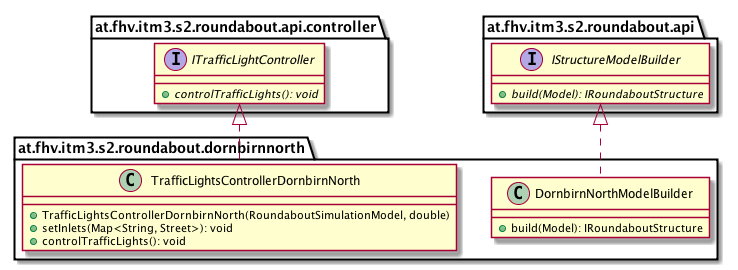 at.fhv.itm3.s2.roundabout.api.controller
I ITrafficLightController
controlTrafficLights(): void
at.fhv.itm3.s2.roundabout.api
I IStructureModelBuilder
build(Model): IRoundaboutStructure
at.fhv.itm3.s2.roundabout.dornbirnnorth
C TrafficLightsControllerDornbirnNorth
TrafficLightsControllerDornbirnNorth(RoundaboutSimulationModel, double)
setInlets(Map<String, Street>): void
controlTrafficLights(): void
C DornbirnNorthModelBuilder
build(Model): IRoundaboutStructure